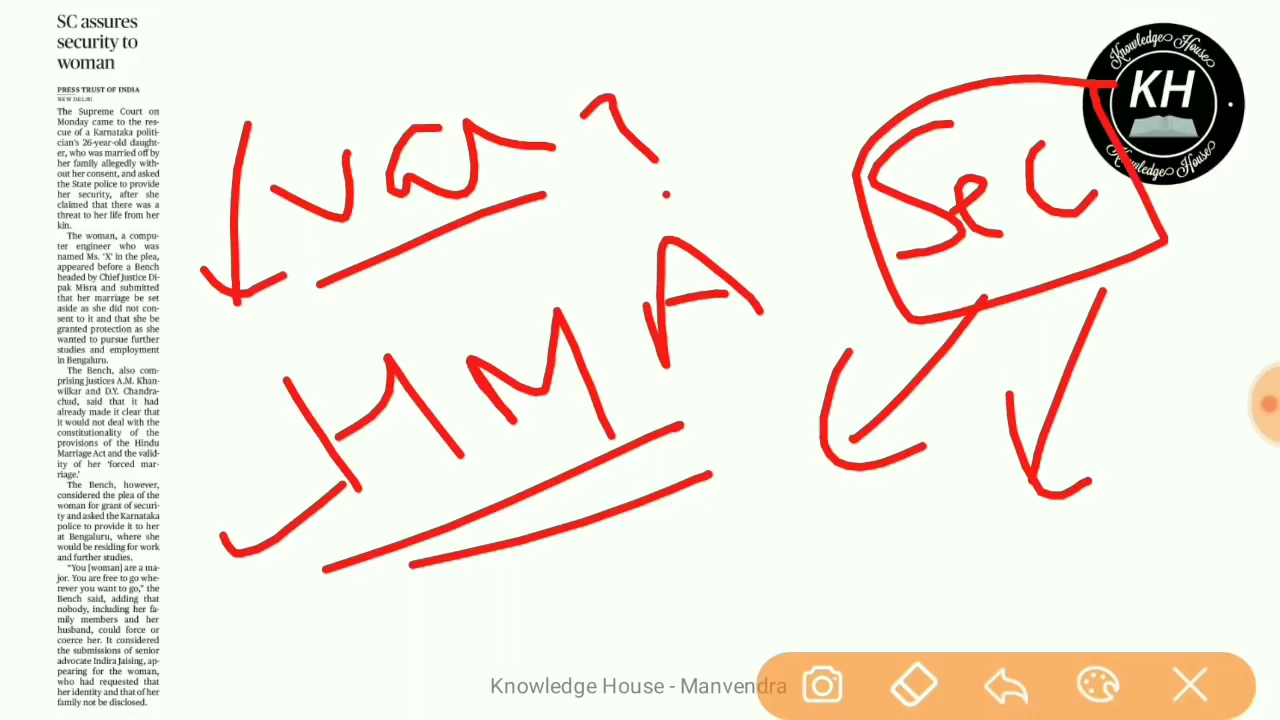 SC assures
security to
woman
PRESS TRUST OF INDIA
NEW DELHI
The Supreme Court on
Monday came to the res-
cue of a Karnataka politi-
cian's 26-year-old daught-
er, who was married off by
her family allegedly with-
out her consent, and asked
the State police to provide
her security, after she
claimed that there was a
threat to her life from her
kin.
The woman, a compu-
ter engineer who was
named Ms. 'X' in the plea,
appeared before a Bench
headed by Chief Justice Di-
pak Misra and submitted
that her marriage be set
aside as she did not con-
sent to it and that she be
granted protection as she
wanted to pursue further
studies and employment
in Bengaluru.
The Bench, also com-
prising justices A.M. Khan-
wilkar and D.Y. Chandra-
chud, said that it had
already made it clear that
it would not deal with the
constitutionality of the
provisions of the Hindu
Marriage Act and the valid-
ity of her 'forced mar-
riage.'
The Bench, however,
considered the plea of the
woman for grant of securi-
ty and asked the Karnataka
police to provide it to her
at Bengaluru, where she
would be residing for work
and further studies.
"You [woman] are a ma-
jor. You are free to go whe-
rever you want to go," the
Bench said, adding that
nobody, including her fa-
mily members and her
husband, could force or
coerce her. It considered
the submissions of senior
advocate Indira Jaising, ap-
pearing for the woman,
who had requested that
her identity and that of her
family not be disclosed.
HMA
Sec
Knowledge House
KH
Knowledge House
Knowledge House - Manvendra